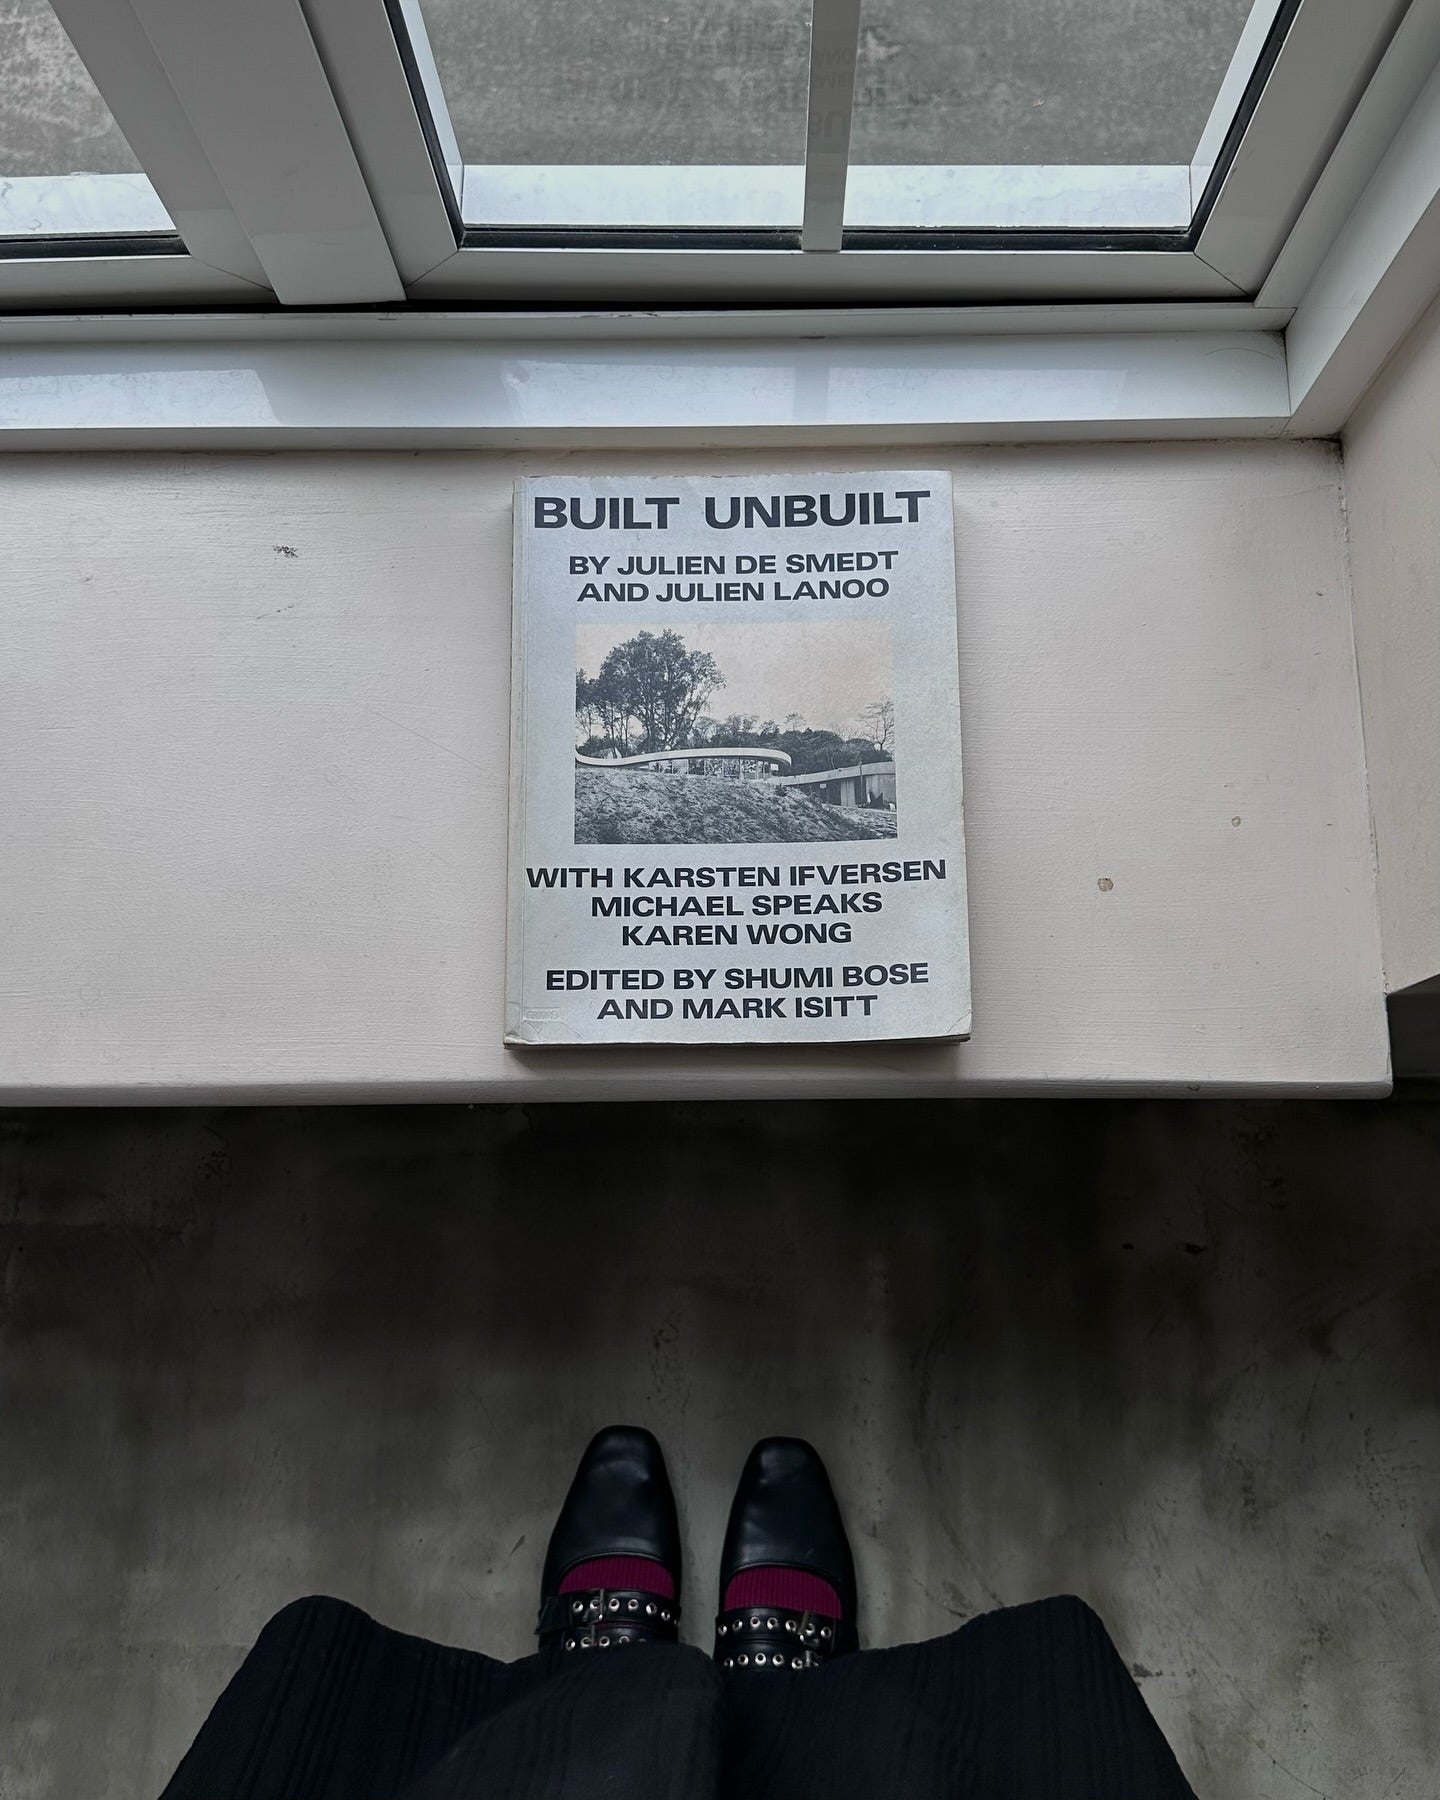 BUILT UNBUILT
BY JULIEN DE SMEDT
AND JULIEN LANOO
WITH KARSTEN IFVERSEN
MICHAEL SPEAKS
KAREN WONG
EDITED BY SHUMI BOSE
AND MARK ISITT